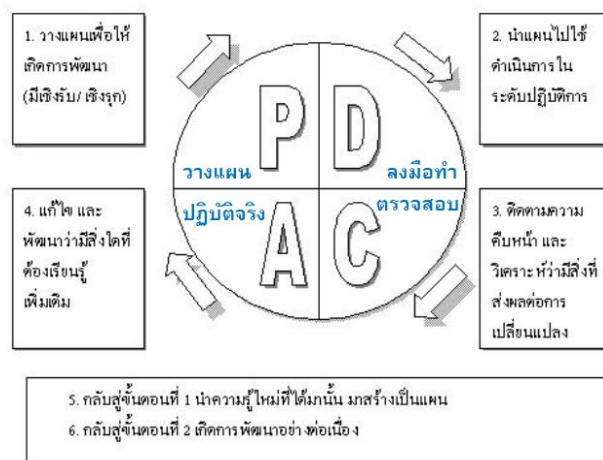 1. วางแผนเพื่อให้
เกิดการพัฒนา
(มีเชิงรับ/ เชิงรุก)
2. นำแผนไปใช้
ดำเนินการ ใน
ระดับปฏิบัติการ
P
D
วางแผน
ลงมือทำ
ปฏิบัติจริง
ตรวจสอบ
A
C
4. แก้ไข และ
พัฒนาว่ามีสิ่งใดที่
ต้องเรียนรู้
เพิ่มเติม
3. ติดตามความ
คืบหน้า และ
วิเคราะห์ว่ามีสิ่งที่
ส่งผลต่อการ
เปลี่ยนแปลง
5. กลับสู่ขั้นตอนที่ 1 นำความรู้ใหม่ที่ได้มานั้น มาสร้างเป็นแผน
6. กลับสู่ขั้นตอนที่ 2 เกิดการพัฒนาอย่างต่อเนื่อง